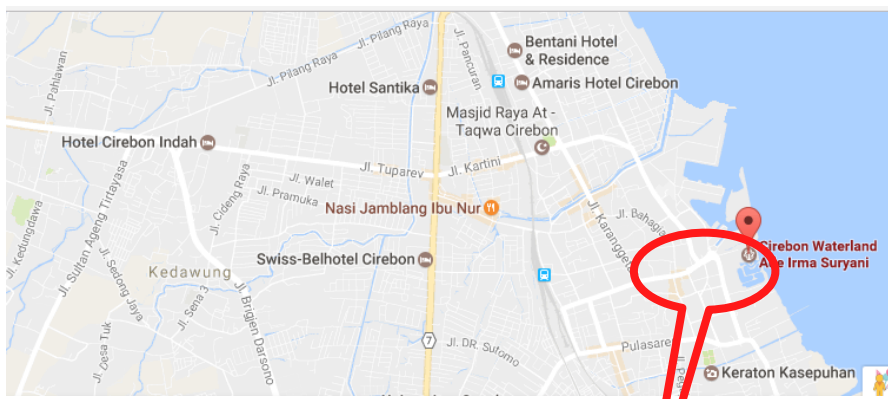 Jl. Pilang Raya
Jl. Pilang Raya
Jl. Pancuran
Bentani Hotel
& Residence
Jl. Pahlawan
Hotel Santika
Amaris Hotel Cirebon
Masjid Raya At -
Taqwa Cirebon
Hotel Cirebon Indah
Jl. Tuparev
Jl. Kartini
Jl. Walet
Jl. Pramuka
Jl. Cideng Raya
Jl. Sultan Ageng Tirtayasa
Jl. Kedungdawa
Nasi Jamblang Ibu Nur
Jl. Bahagia
Cirebon Waterland
Irma Suryani
Swiss-Belhotel Cirebon
Kedawung
Jl. Sedong Jaya
Jl. Sena 3
Jl. Brigjen Darsono
Jl. Desa Tuk
7
Jl. DR. Sutomo
Keraton Kasepuhan